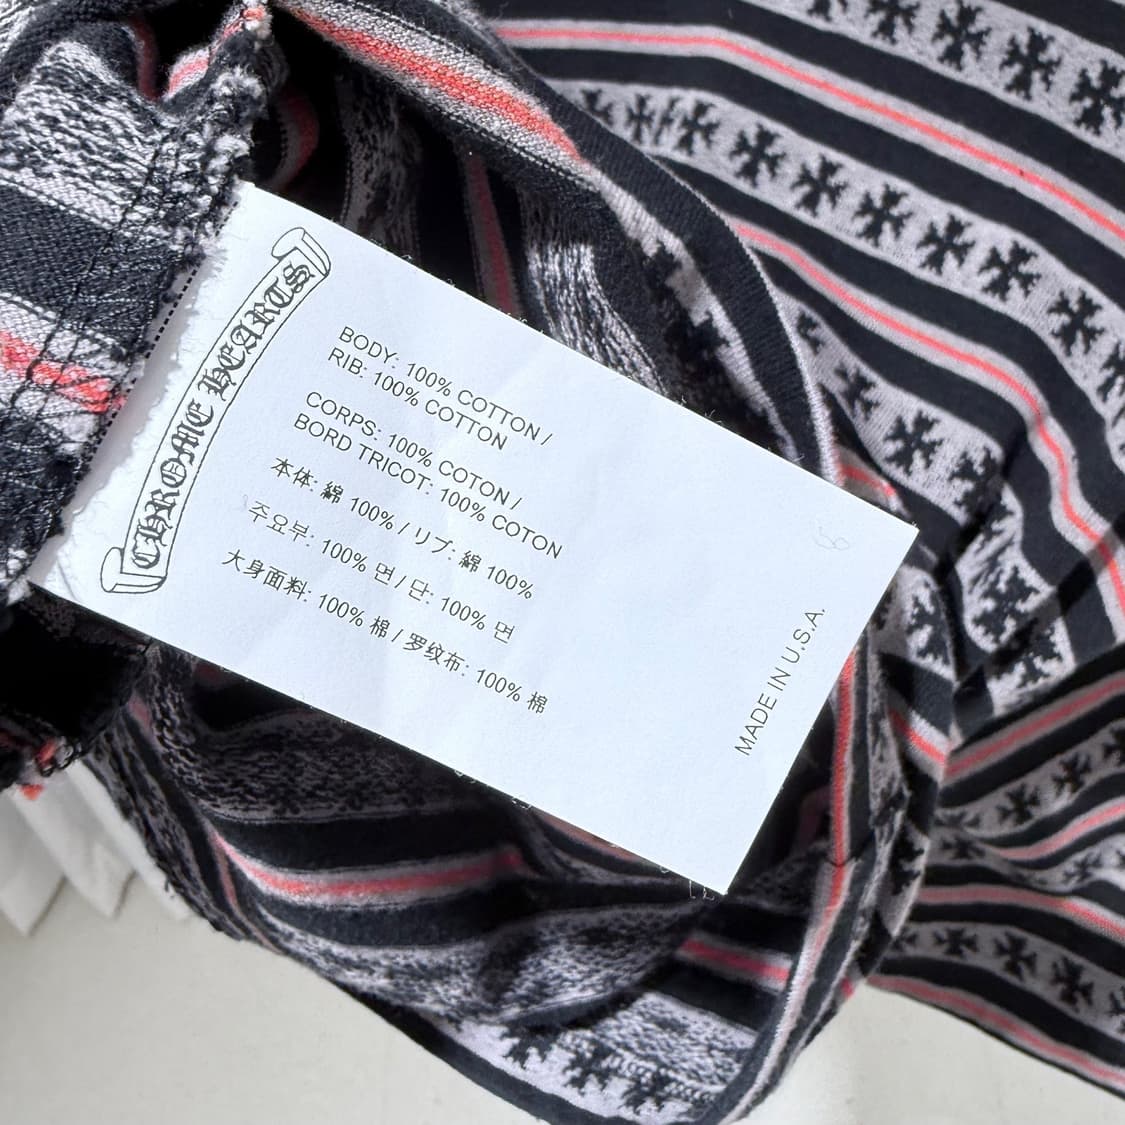 CHROME HEARTS
BODY: 100% COTTON /
RIB: 100% COTTON
CORPS: 100% COTON /
BORD TRICOT: 100% COTON
本体: 綿 100% / リブ: 綿 100%
주요부: 100% 면 / 단: 100% 면
大身面料: 100% 棉 / 罗纹布: 100% 棉
MADE IN U.S.A.